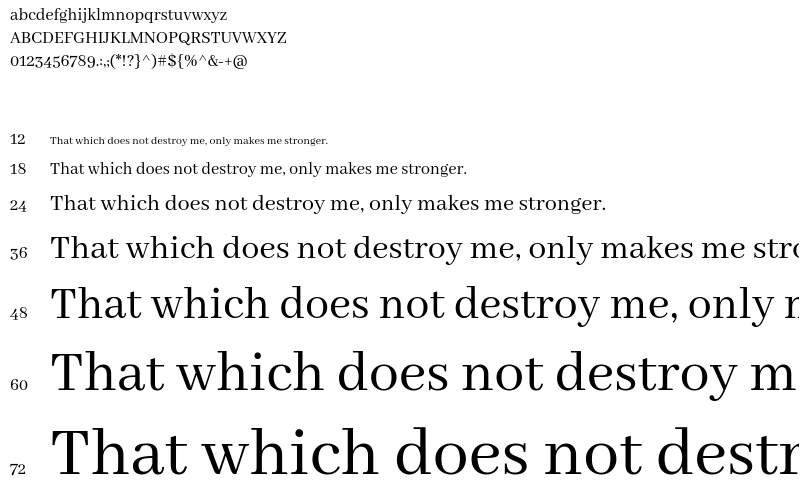 abcdefghijklmnopqrstuvwxyz
ABCDEFGHIJKLMNOPQRSTUVWXYZ
0123456789.:,;(*!?}^)#${%^&-+@
12 That which does not destroy me, only makes me stronger.
18 That which does not destroy me, only makes me stronger.
24 That which does not destroy me, only makes me stronger.
36 That which does not destroy me, only makes me stro
48 That which does not destroy me, only
60 That which does not destroy m
72 That which does not destr